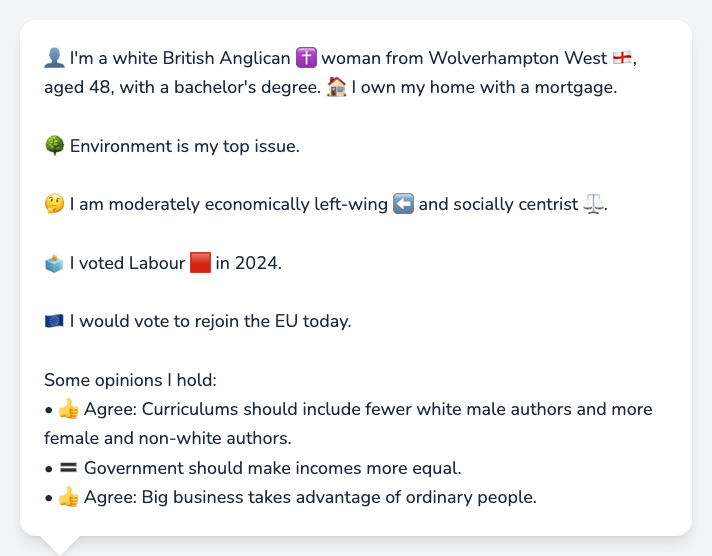 👤 I'm a white British Anglican ✝️ woman from Wolverhampton West 🏴󠁧󠁢󠁥󠁮󠁧󠁿,
aged 48, with a bachelor's degree. 🏠 I own my home with a mortgage.
🌳 Environment is my top issue.
🤔 I am moderately economically left-wing ⬅️ and socially centrist ⚖️.
🗳️ I voted Labour 🟥 in 2024.
🇪🇺 I would vote to rejoin the EU today.
Some opinions I hold:
• 👍 Agree: Curriculums should include fewer white male authors and more
female and non-white authors.
• 🟰 Government should make incomes more equal.
• 👍 Agree: Big business takes advantage of ordinary people.